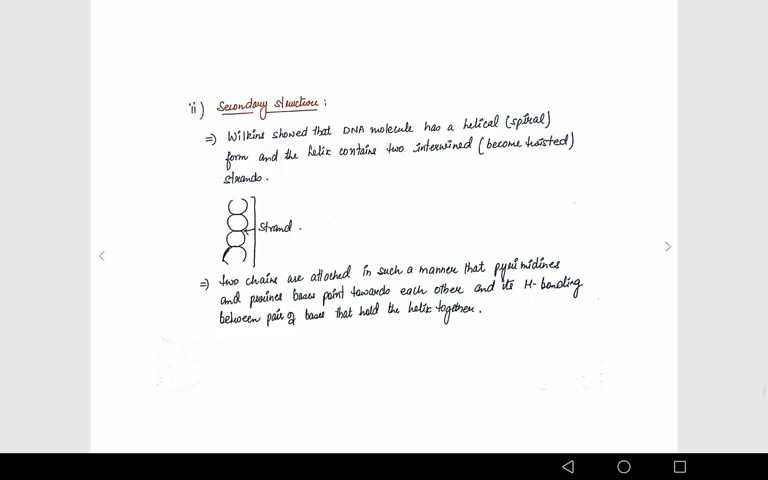 ii) Secondary structure :
⇒ Wilkins showed that DNA molecule has a helical (spiral)
form and the helix contains two interwined (become twisted)
strands.
strand.
⇒ two chains are attached in such a manner that pyrimidines
and purines bases point towards each other and its H-bonding
between pair of bases that hold the helix together.